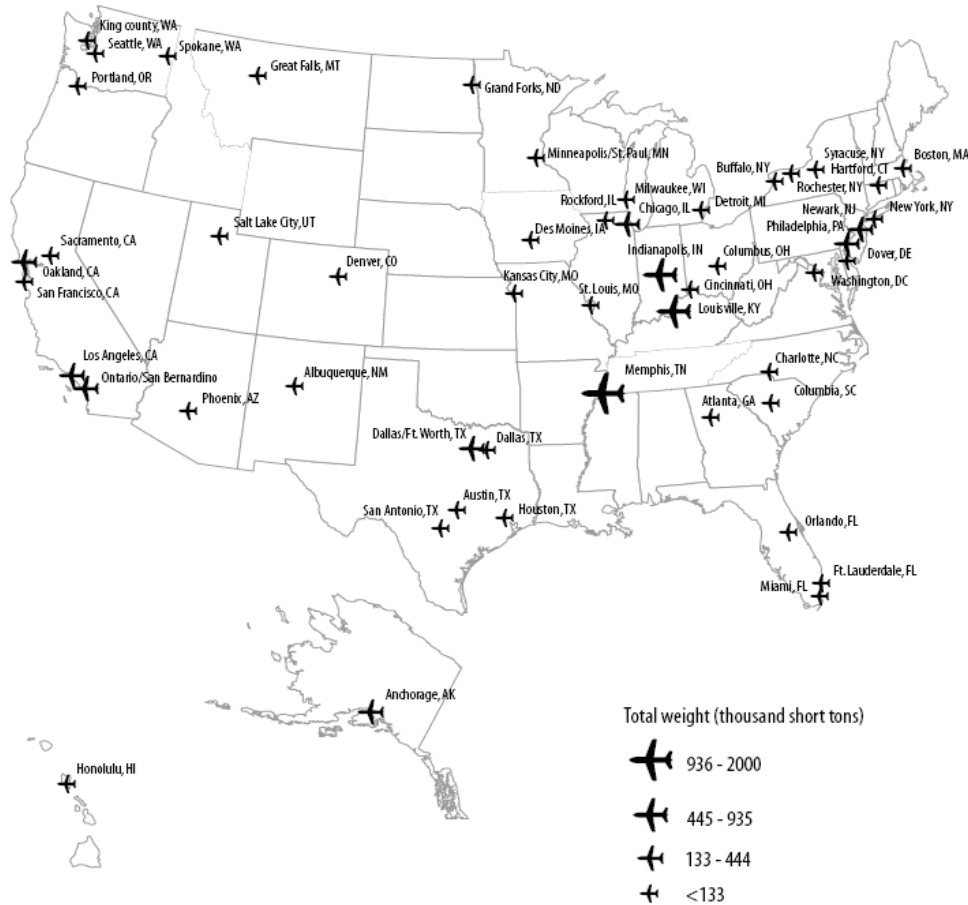 King county, WA
Seattle, WA
Spokane, WA
Portland, OR
Great Falls, MT
Grand Forks, ND
Minneapolis/St. Paul, MN
Syracuse, NY
Boston, MA
Buffalo, NY
Hartford, CT
Rochester, NY
Milwaukee, WI
Rockford, IL
Chicago, IL
Detroit, MI
Newark, NJ
New York, NY
Philadelphia, PA
Salt Lake City, UT
Des Moines, IA
Sacramento, CA
Indianapolis, IN
Columbus, OH
Dover, DE
Oakland, CA
Denver, CO
Kansas City, MO
Washington, DC
San Francisco, CA
St. Louis, MO
Cincinnati, OH
Louisville, KY
Los Angeles, CA
Ontario/San Bernardino
Memphis, TN
Charlotte, NC
Albuquerque, NM
Columbia, SC
Phoenix, AZ
Atlanta, GA
Dallas/Ft. Worth, TX
Dallas, TX
Austin, TX
San Antonio, TX
Houston, TX
Orlando, FL
Ft. Lauderdale, FL
Miami, FL
Anchorage, AK
Honolulu, HI
Total weight (thousand short tons)
936 - 2000
445 - 935
133 - 444
<133